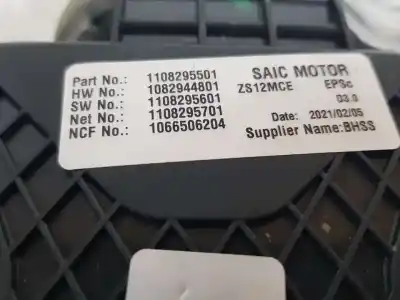 Part No.: 1108295501
HW No.: 1082944801
SW No.: 1108295601
Net No.: 1108295701
NCF No.: 1066506204
SAIC MOTOR
ZS12MCE EPSc
03.0
Date: 2021/02/05
Supplier Name:BHSS